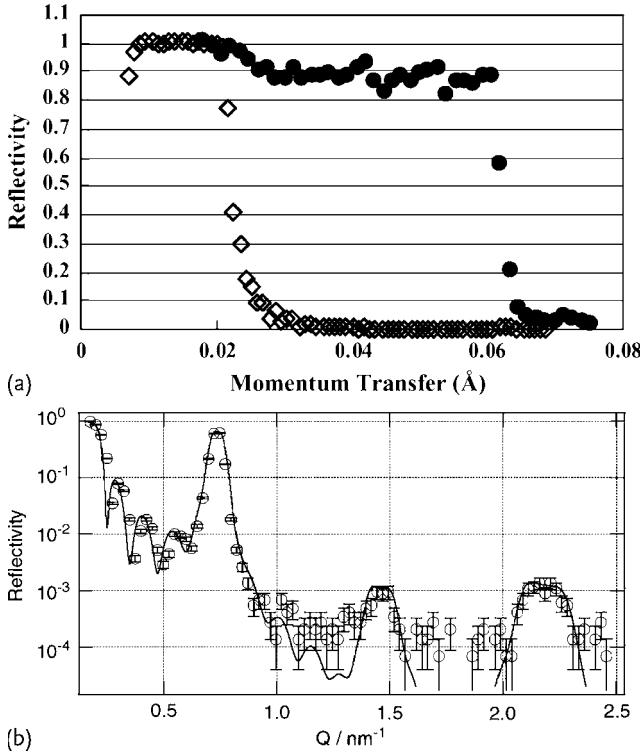 1.1
1
0.9
0.8
0.7
0.6
0.5
0.4
0.3
0.2
0.1
0
Reflectivity
0 0.02 0.04 0.06 0.08
(a) Momentum Transfer (Å)
10⁰
10⁻¹
10⁻²
10⁻³
10⁻⁴
Reflectivity
0.5 1.0 1.5 2.0 2.5
(b) Q / nm⁻¹